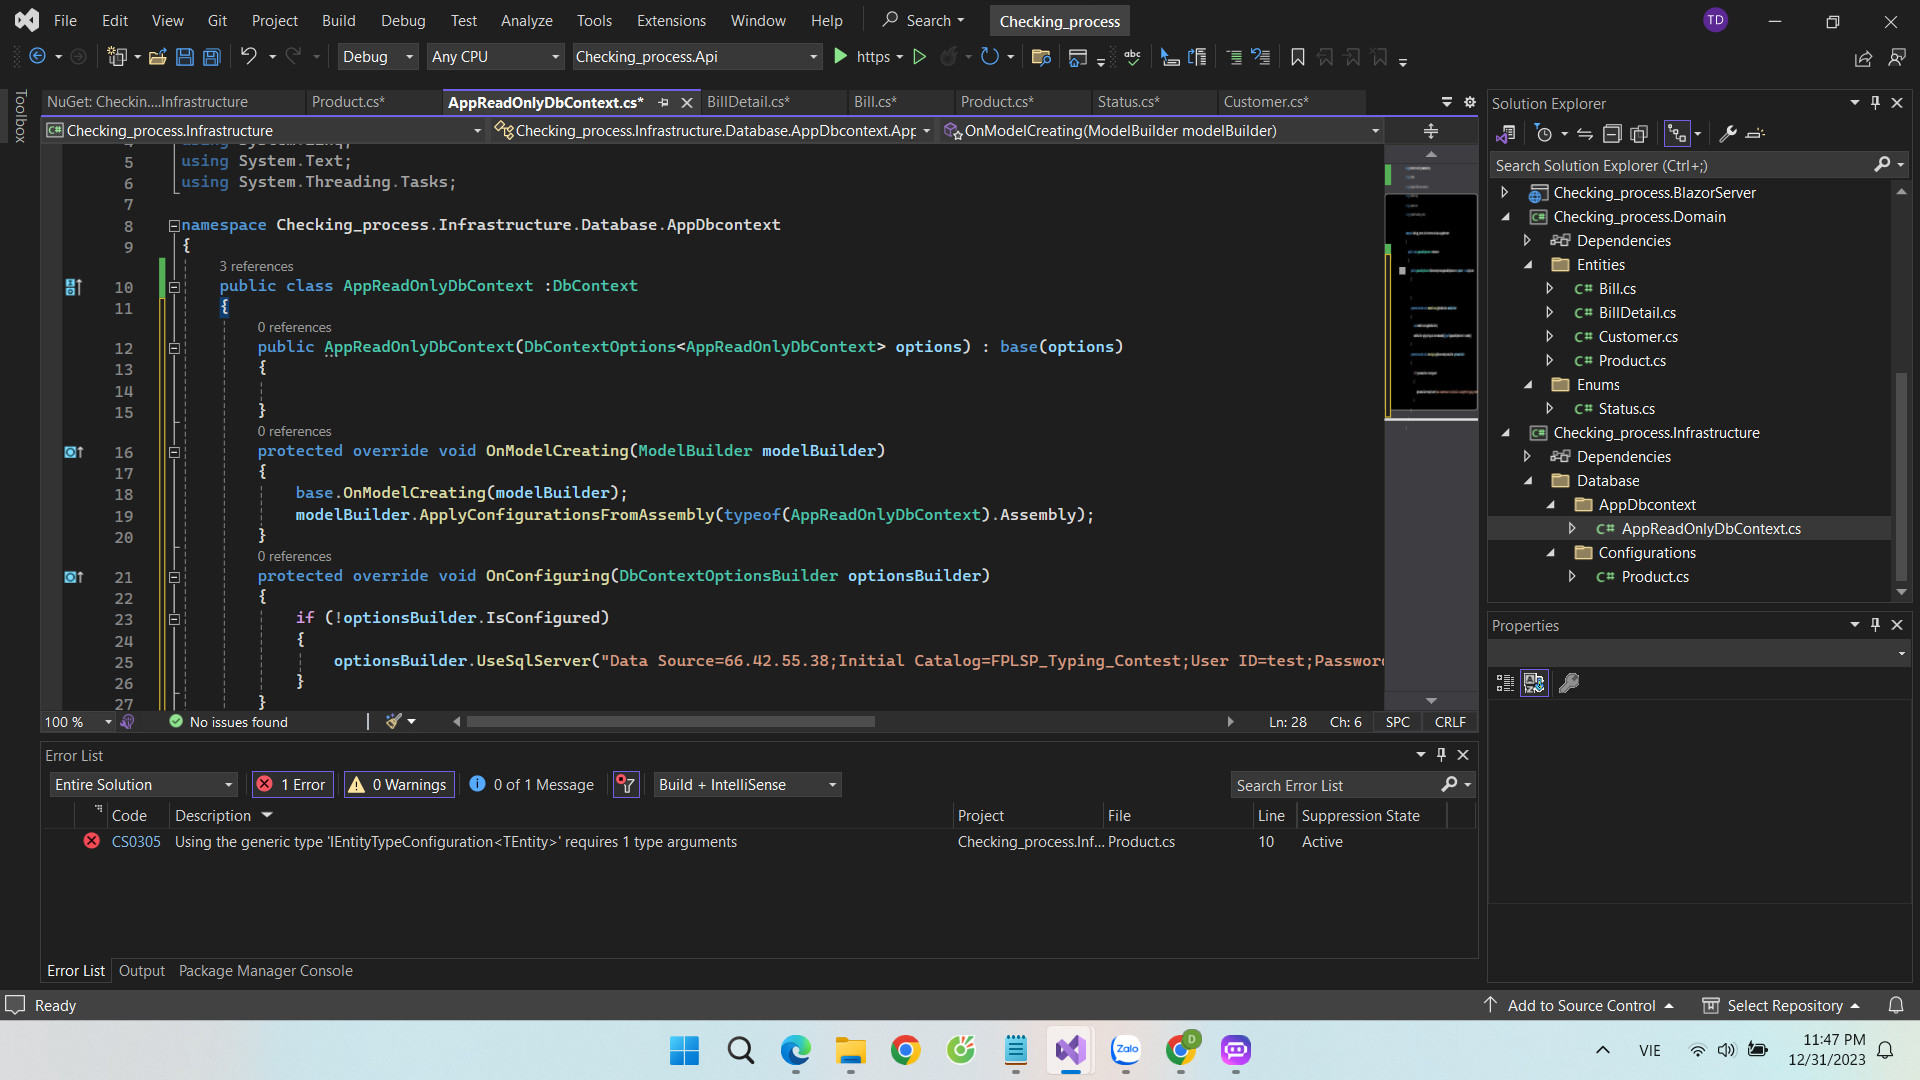 File Edit View Git Project Build Debug Test Analyze Tools Extensions Window Help Search Checking_process TD
Debug Any CPU Checking_process.Api https
Toolbox
NuGet: Checkin....Infrastructure Product.cs* AppReadOnlyDbContext.cs* BillDetail.cs* Bill.cs* Product.cs* Status.cs* Customer.cs*
Checking_process.Infrastructure Checking_process.Infrastructure.Database.AppDbcontext.App OnModelCreating(ModelBuilder modelBuilder)
5 using System.Text;
6 using System.Threading.Tasks;
7
8 namespace Checking_process.Infrastructure.Database.AppDbcontext
9 {
3 references
10 public class AppReadOnlyDbContext :DbContext
11 {
0 references
12 public AppReadOnlyDbContext(DbContextOptions<AppReadOnlyDbContext> options) : base(options)
13 {
14
15 }
0 references
16 protected override void OnModelCreating(ModelBuilder modelBuilder)
17 {
18 base.OnModelCreating(modelBuilder);
19 modelBuilder.ApplyConfigurationsFromAssembly(typeof(AppReadOnlyDbContext).Assembly);
20 }
0 references
21 protected override void OnConfiguring(DbContextOptionsBuilder optionsBuilder)
22 {
23 if (!optionsBuilder.IsConfigured)
24 {
25 optionsBuilder.UseSqlServer("Data Source=66.42.55.38;Initial Catalog=FPLSP_Typing_Contest;User ID=test;Password
26 }
27 }
100 % No issues found Ln: 28 Ch: 6 SPC CRLF
Error List
Entire Solution 1 Error 0 Warnings 0 of 1 Message Build + IntelliSense Search Error List
Code Description Project File Line Suppression State
CS0305 Using the generic type 'IEntityTypeConfiguration<TEntity>' requires 1 type arguments Checking_process.Inf... Product.cs 10 Active
Error List Output Package Manager Console
Solution Explorer
Search Solution Explorer (Ctrl+;)
Checking_process.BlazorServer
C# Checking_process.Domain
Dependencies
Entities
C# Bill.cs
C# BillDetail.cs
C# Customer.cs
C# Product.cs
Enums
C# Status.cs
C# Checking_process.Infrastructure
Dependencies
Database
AppDbcontext
C# AppReadOnlyDbContext.cs
Configurations
C# Product.cs
Properties
Ready Add to Source Control Select Repository
Zalo D VIE 11:47 PM
12/31/2023